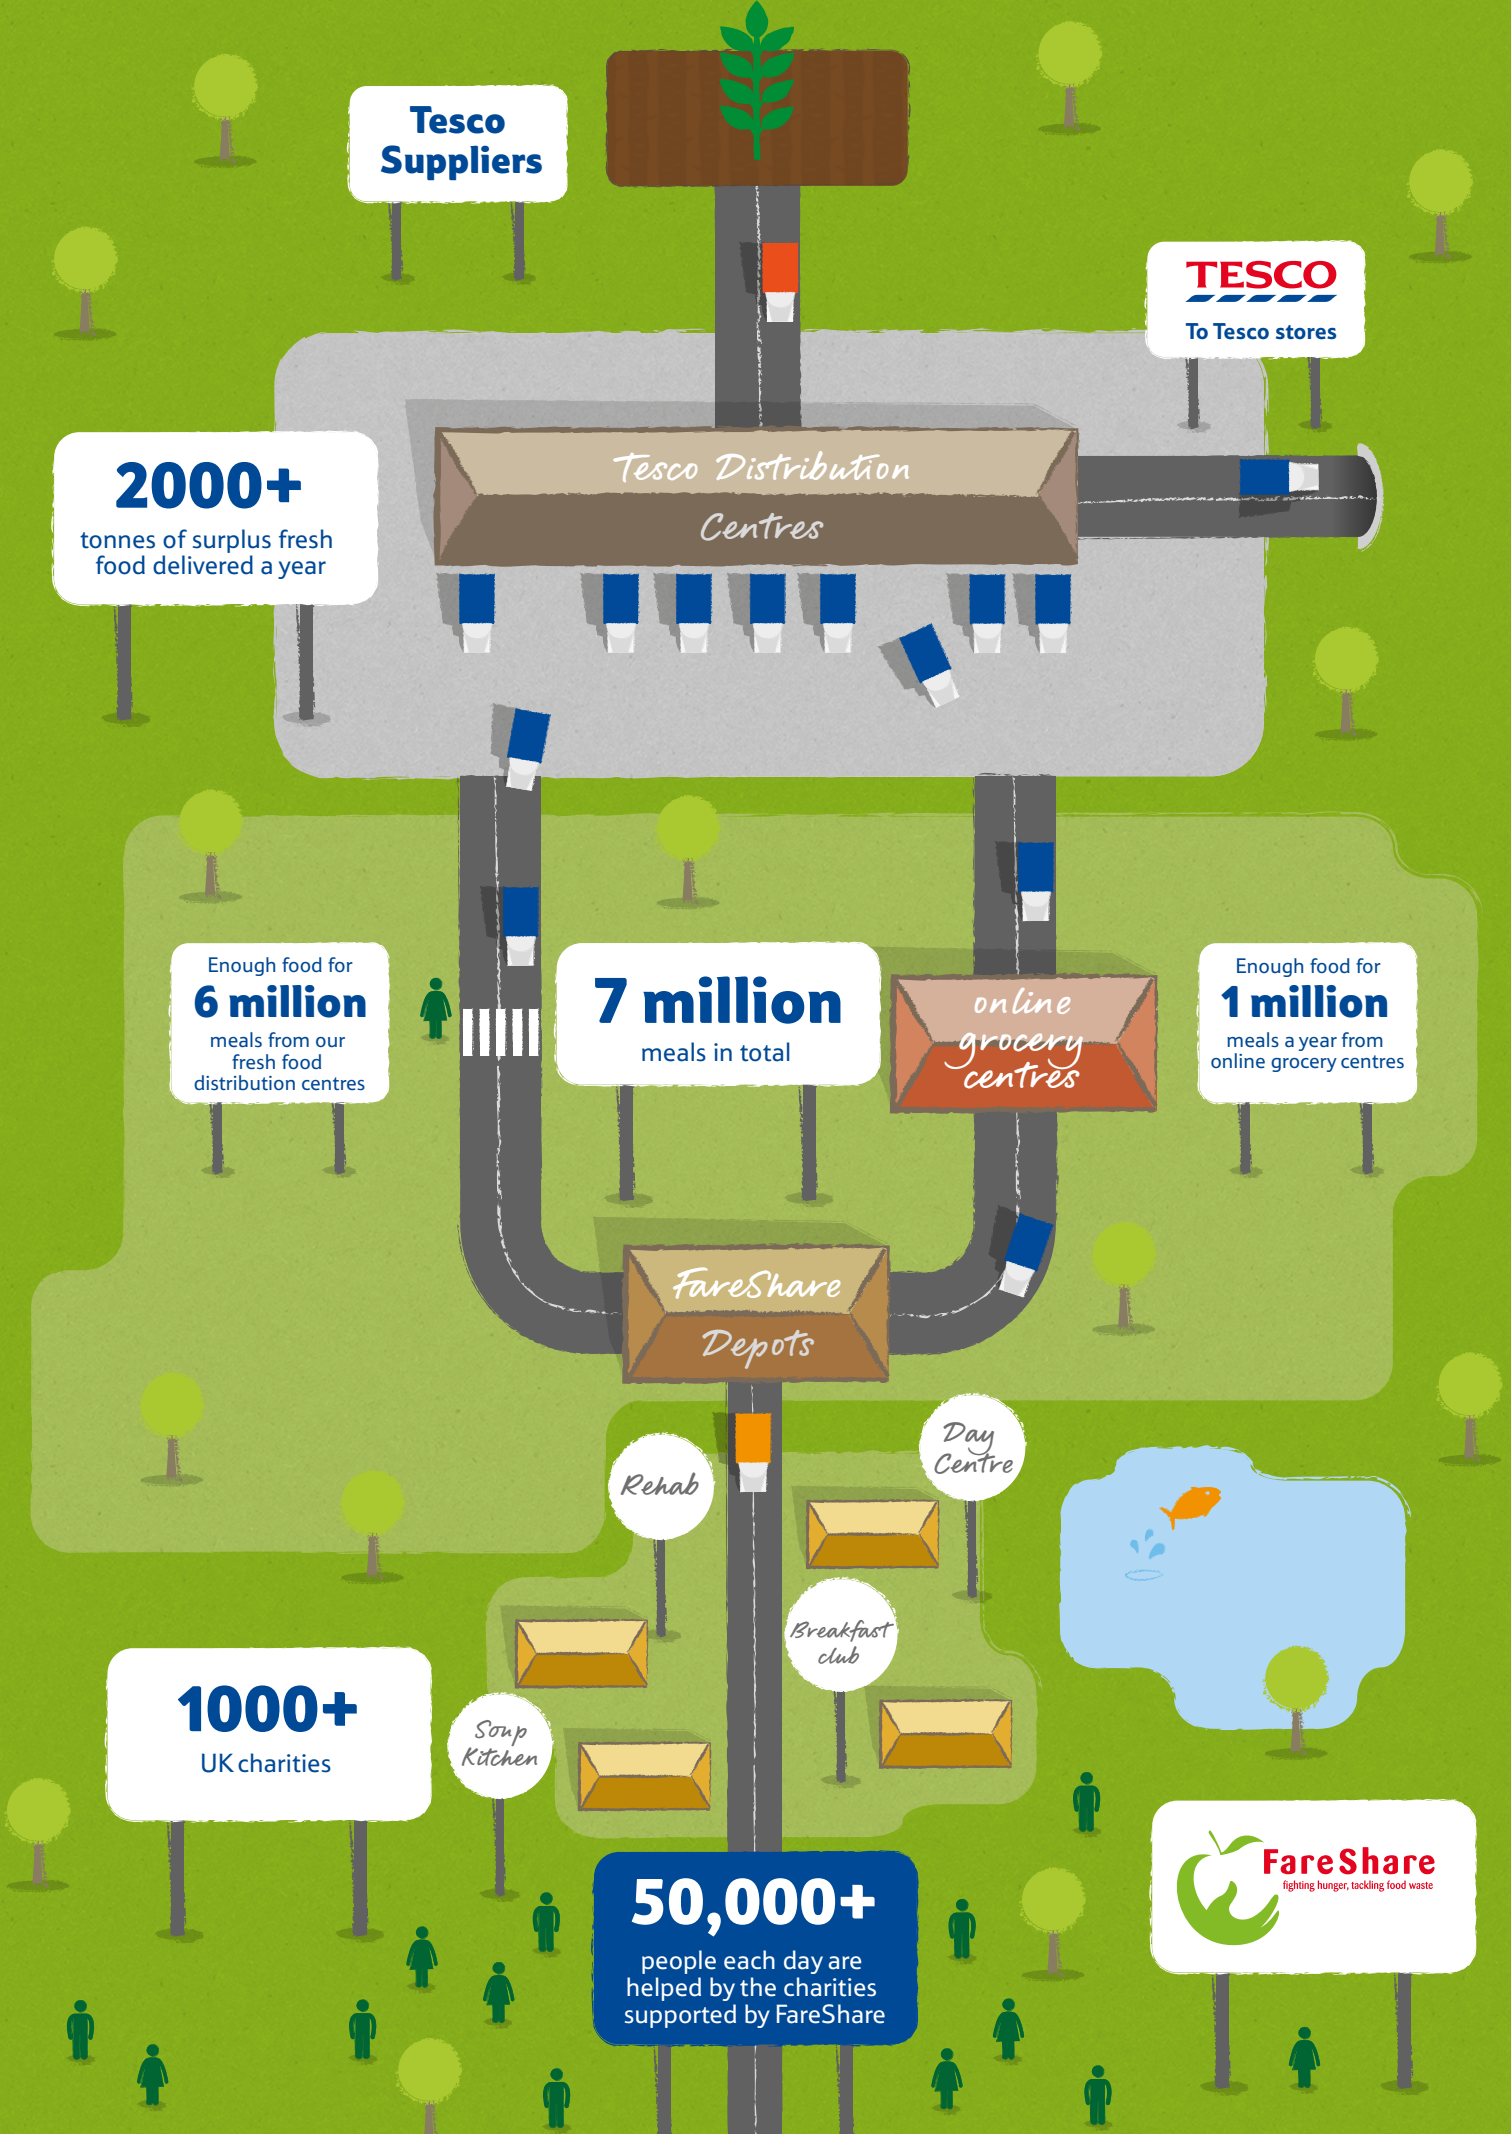 Tesco
Suppliers
TESCO
To Tesco stores
Tesco Distribution
Centres
2000+
tonnes of surplus fresh
food delivered a year
Enough food for
6 million
meals from our
fresh food
distribution centres
7 million
meals in total
online
grocery
centres
Enough food for
1 million
meals a year from
online grocery centres
FareShare
Depots
Day
Centre
Rehab
Breakfast
club
Soup
Kitchen
1000+
UK charities
50,000+
people each day are
helped by the charities
supported by FareShare
FareShare
fighting hunger, tackling food waste